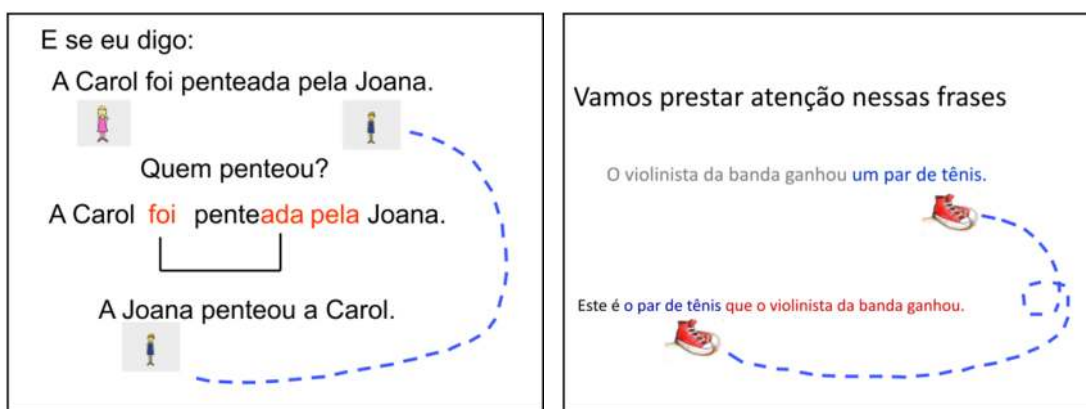 E se eu digo:
A Carol foi penteada pela Joana.
Quem penteou?
A Carol foi penteada pela Joana.
A Joana penteou a Carol.
Vamos prestar atenção nessas frases
O violinista da banda ganhou um par de tênis.
Este é o par de tênis que o violinista da banda ganhou.